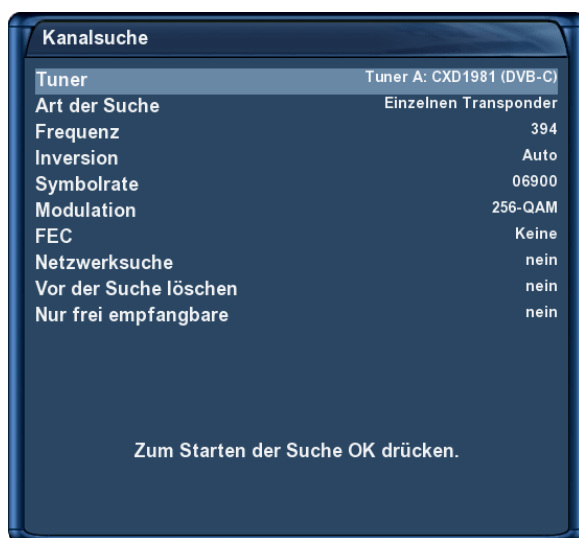 Kanalsuche
Tuner Tuner A: CXD1981 (DVB-C)
Art der Suche Einzelnen Transponder
Frequenz 394
Inversion Auto
Symbolrate 06900
Modulation 256-QAM
FEC Keine
Netzwerksuche nein
Vor der Suche löschen nein
Nur frei empfangbare nein
Zum Starten der Suche OK drücken.